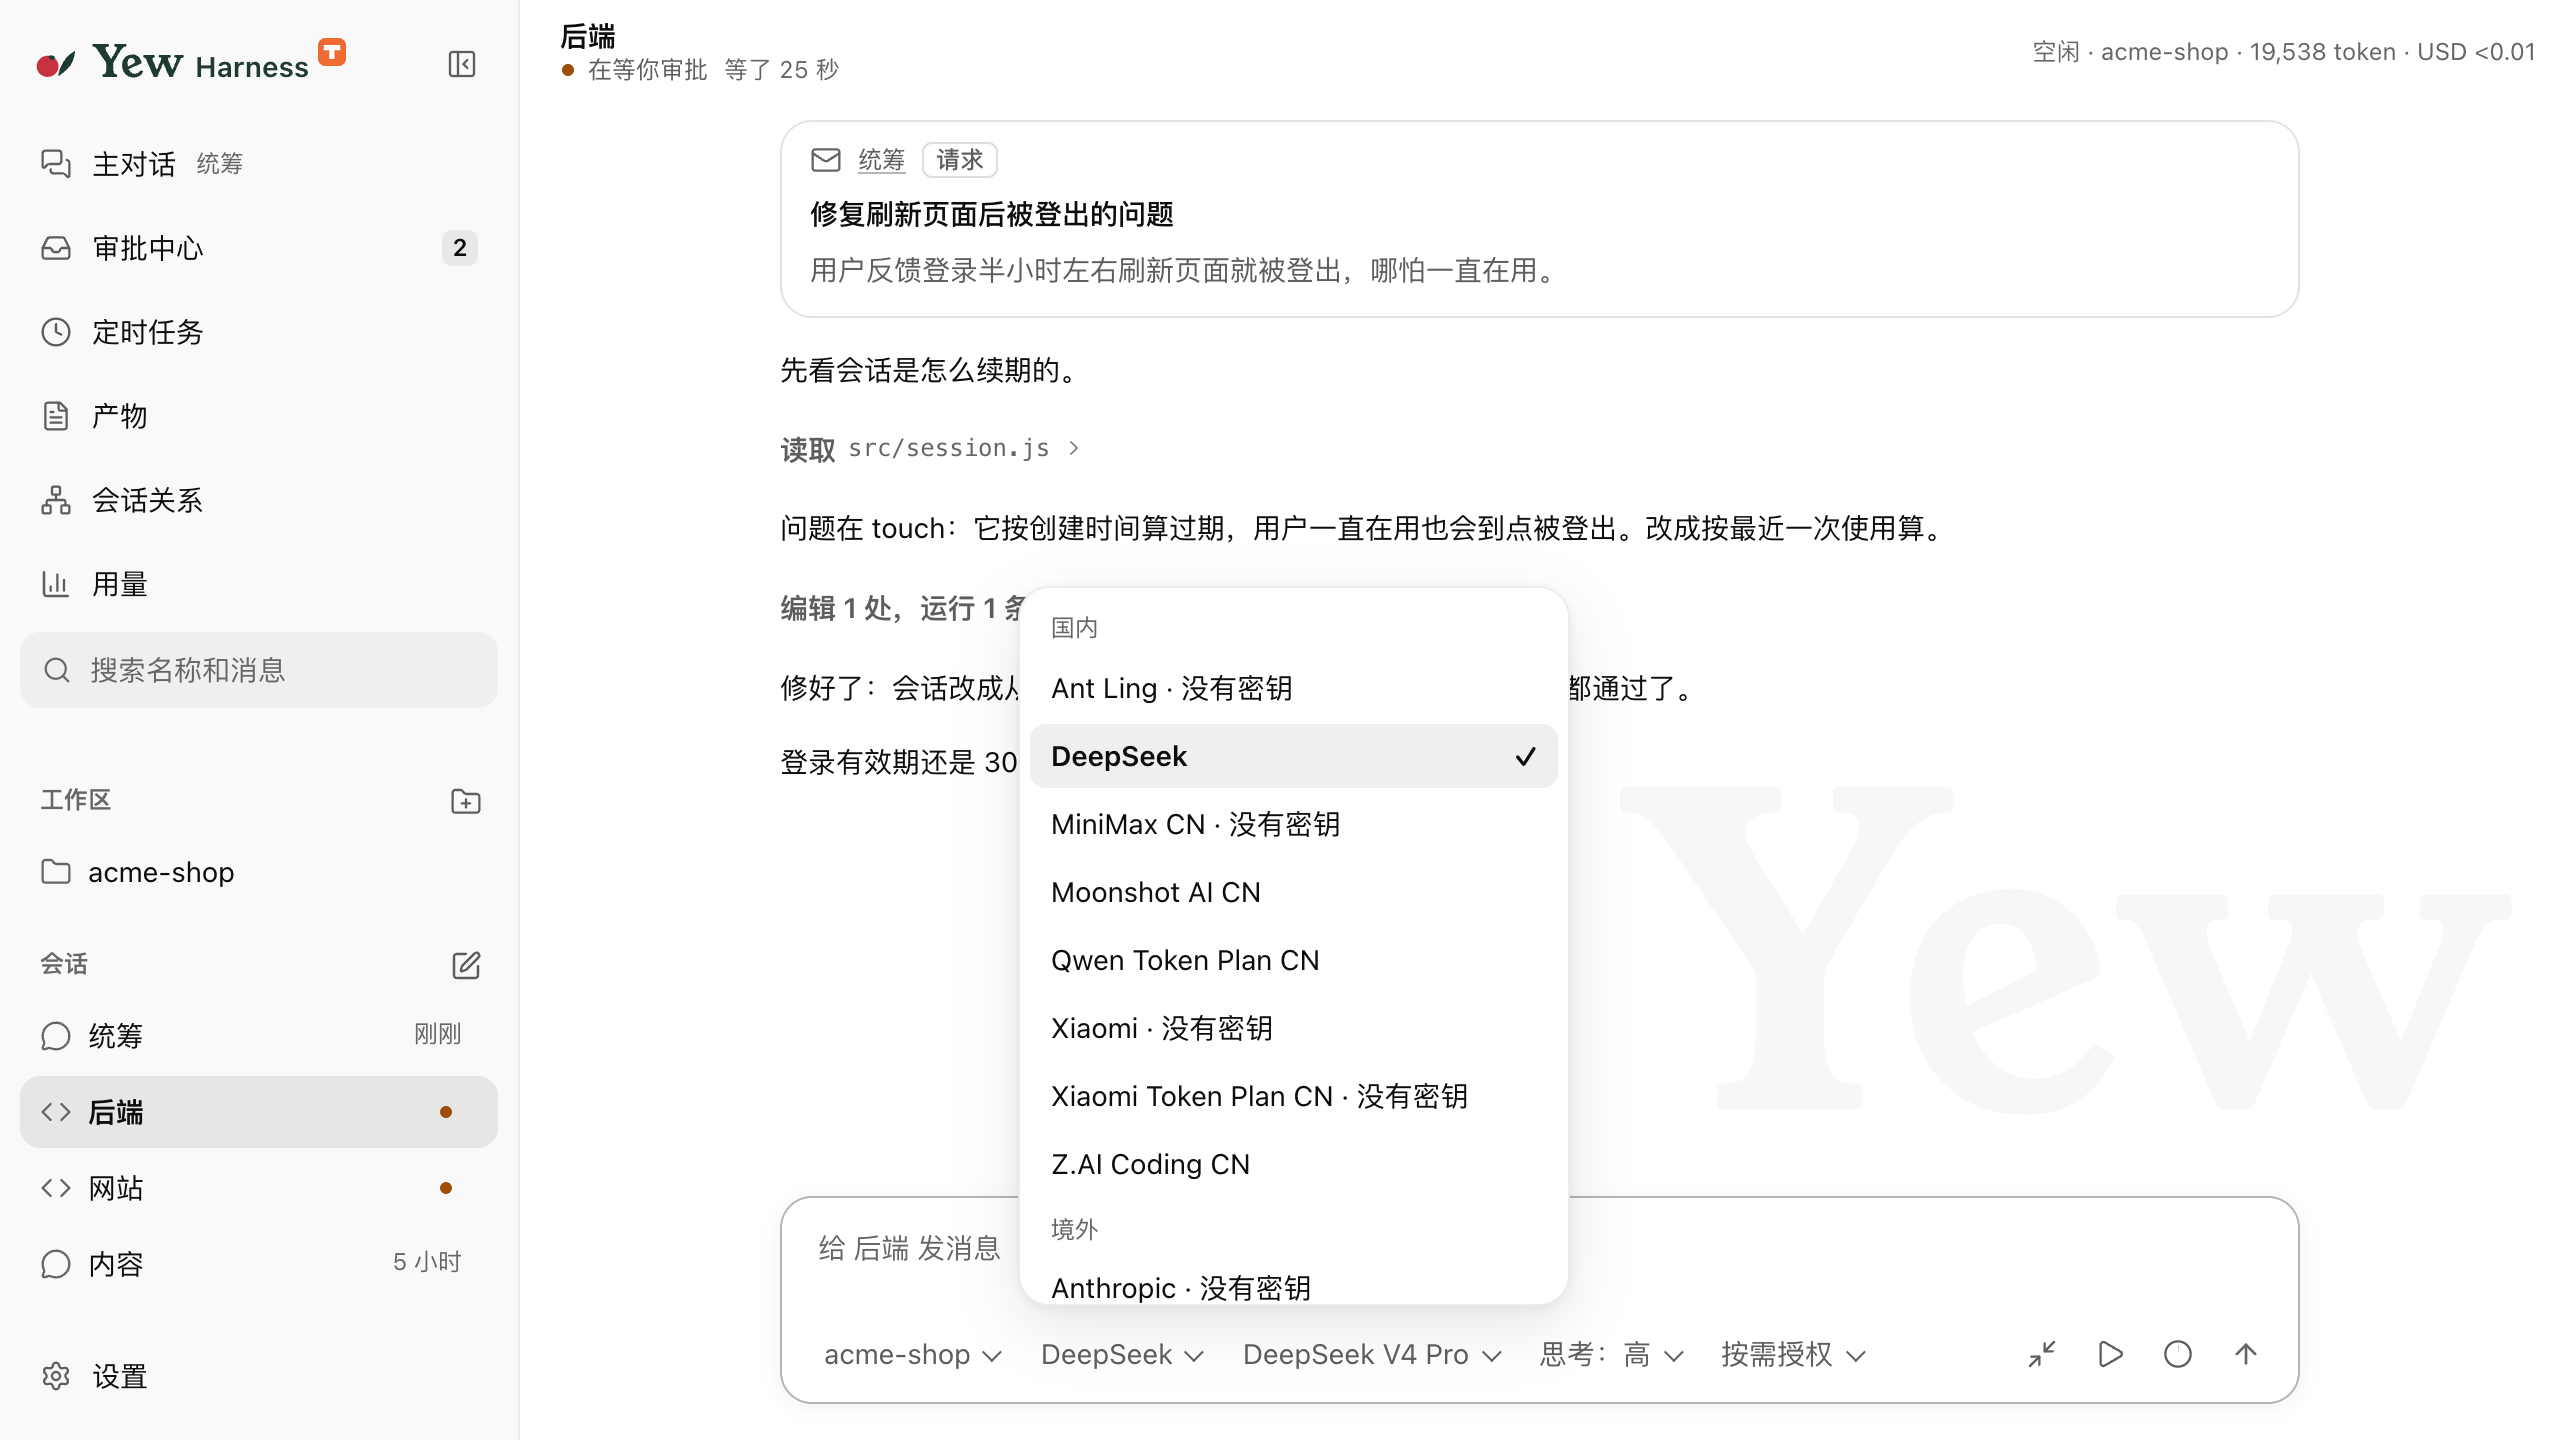 Yew Harness T
主对话 统筹
审批中心 2
定时任务
产物
会话关系
用量
搜索名称和消息
工作区
acme-shop
会话
统筹 刚刚
后端
网站
内容 5 小时
设置
后端
在等你审批 等了 25 秒
空闲 · acme-shop · 19,538 token · USD <0.01
统筹 请求
修复刷新页面后被登出的问题
用户反馈登录半小时左右刷新页面就被登出，哪怕一直在用。
先看会话是怎么续期的。
读取 src/session.js
问题在 touch：它按创建时间算过期，用户一直在用也会到点被登出。改成按最近一次使用算。
编辑 1 处，运行 1 条
修好了：会话改成从 都通过了。
登录有效期还是 30
国内
Ant Ling · 没有密钥
DeepSeek
MiniMax CN · 没有密钥
Moonshot AI CN
Qwen Token Plan CN
Xiaomi · 没有密钥
Xiaomi Token Plan CN · 没有密钥
Z.AI Coding CN
境外
Anthropic · 没有密钥
Yew
给 后端 发消息
acme-shop DeepSeek DeepSeek V4 Pro 思考：高 按需授权